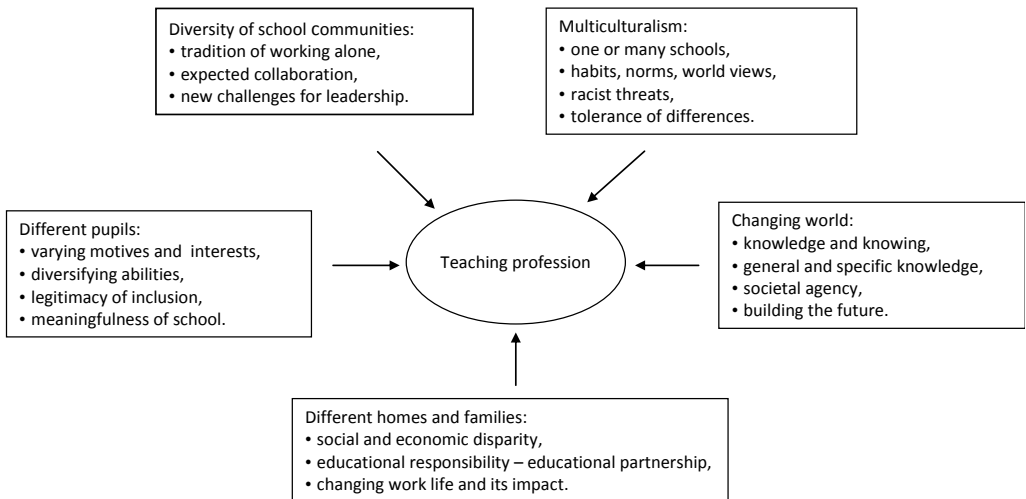 Diversity of school communities:
• tradition of working alone,
• expected collaboration,
• new challenges for leadership.
Multiculturalism:
• one or many schools,
• habits, norms, world views,
• racist threats,
• tolerance of differences.
Different pupils:
• varying motives and interests,
• diversifying abilities,
• legitimacy of inclusion,
• meaningfulness of school.
Teaching profession
Changing world:
• knowledge and knowing,
• general and specific knowledge,
• societal agency,
• building the future.
Different homes and families:
• social and economic disparity,
• educational responsibility – educational partnership,
• changing work life and its impact.